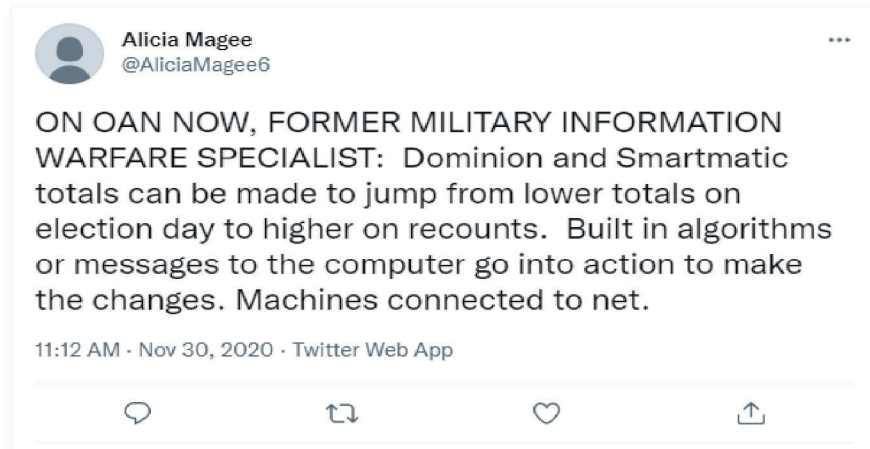 Alicia Magee
@AliciaMagee6
ON OAN NOW, FORMER MILITARY INFORMATION
WARFARE SPECIALIST:  Dominion and Smartmatic
totals can be made to jump from lower totals on
election day to higher on recounts.  Built in algorithms
or messages to the computer go into action to make
the changes. Machines connected to net.
11:12 AM · Nov 30, 2020 · Twitter Web App